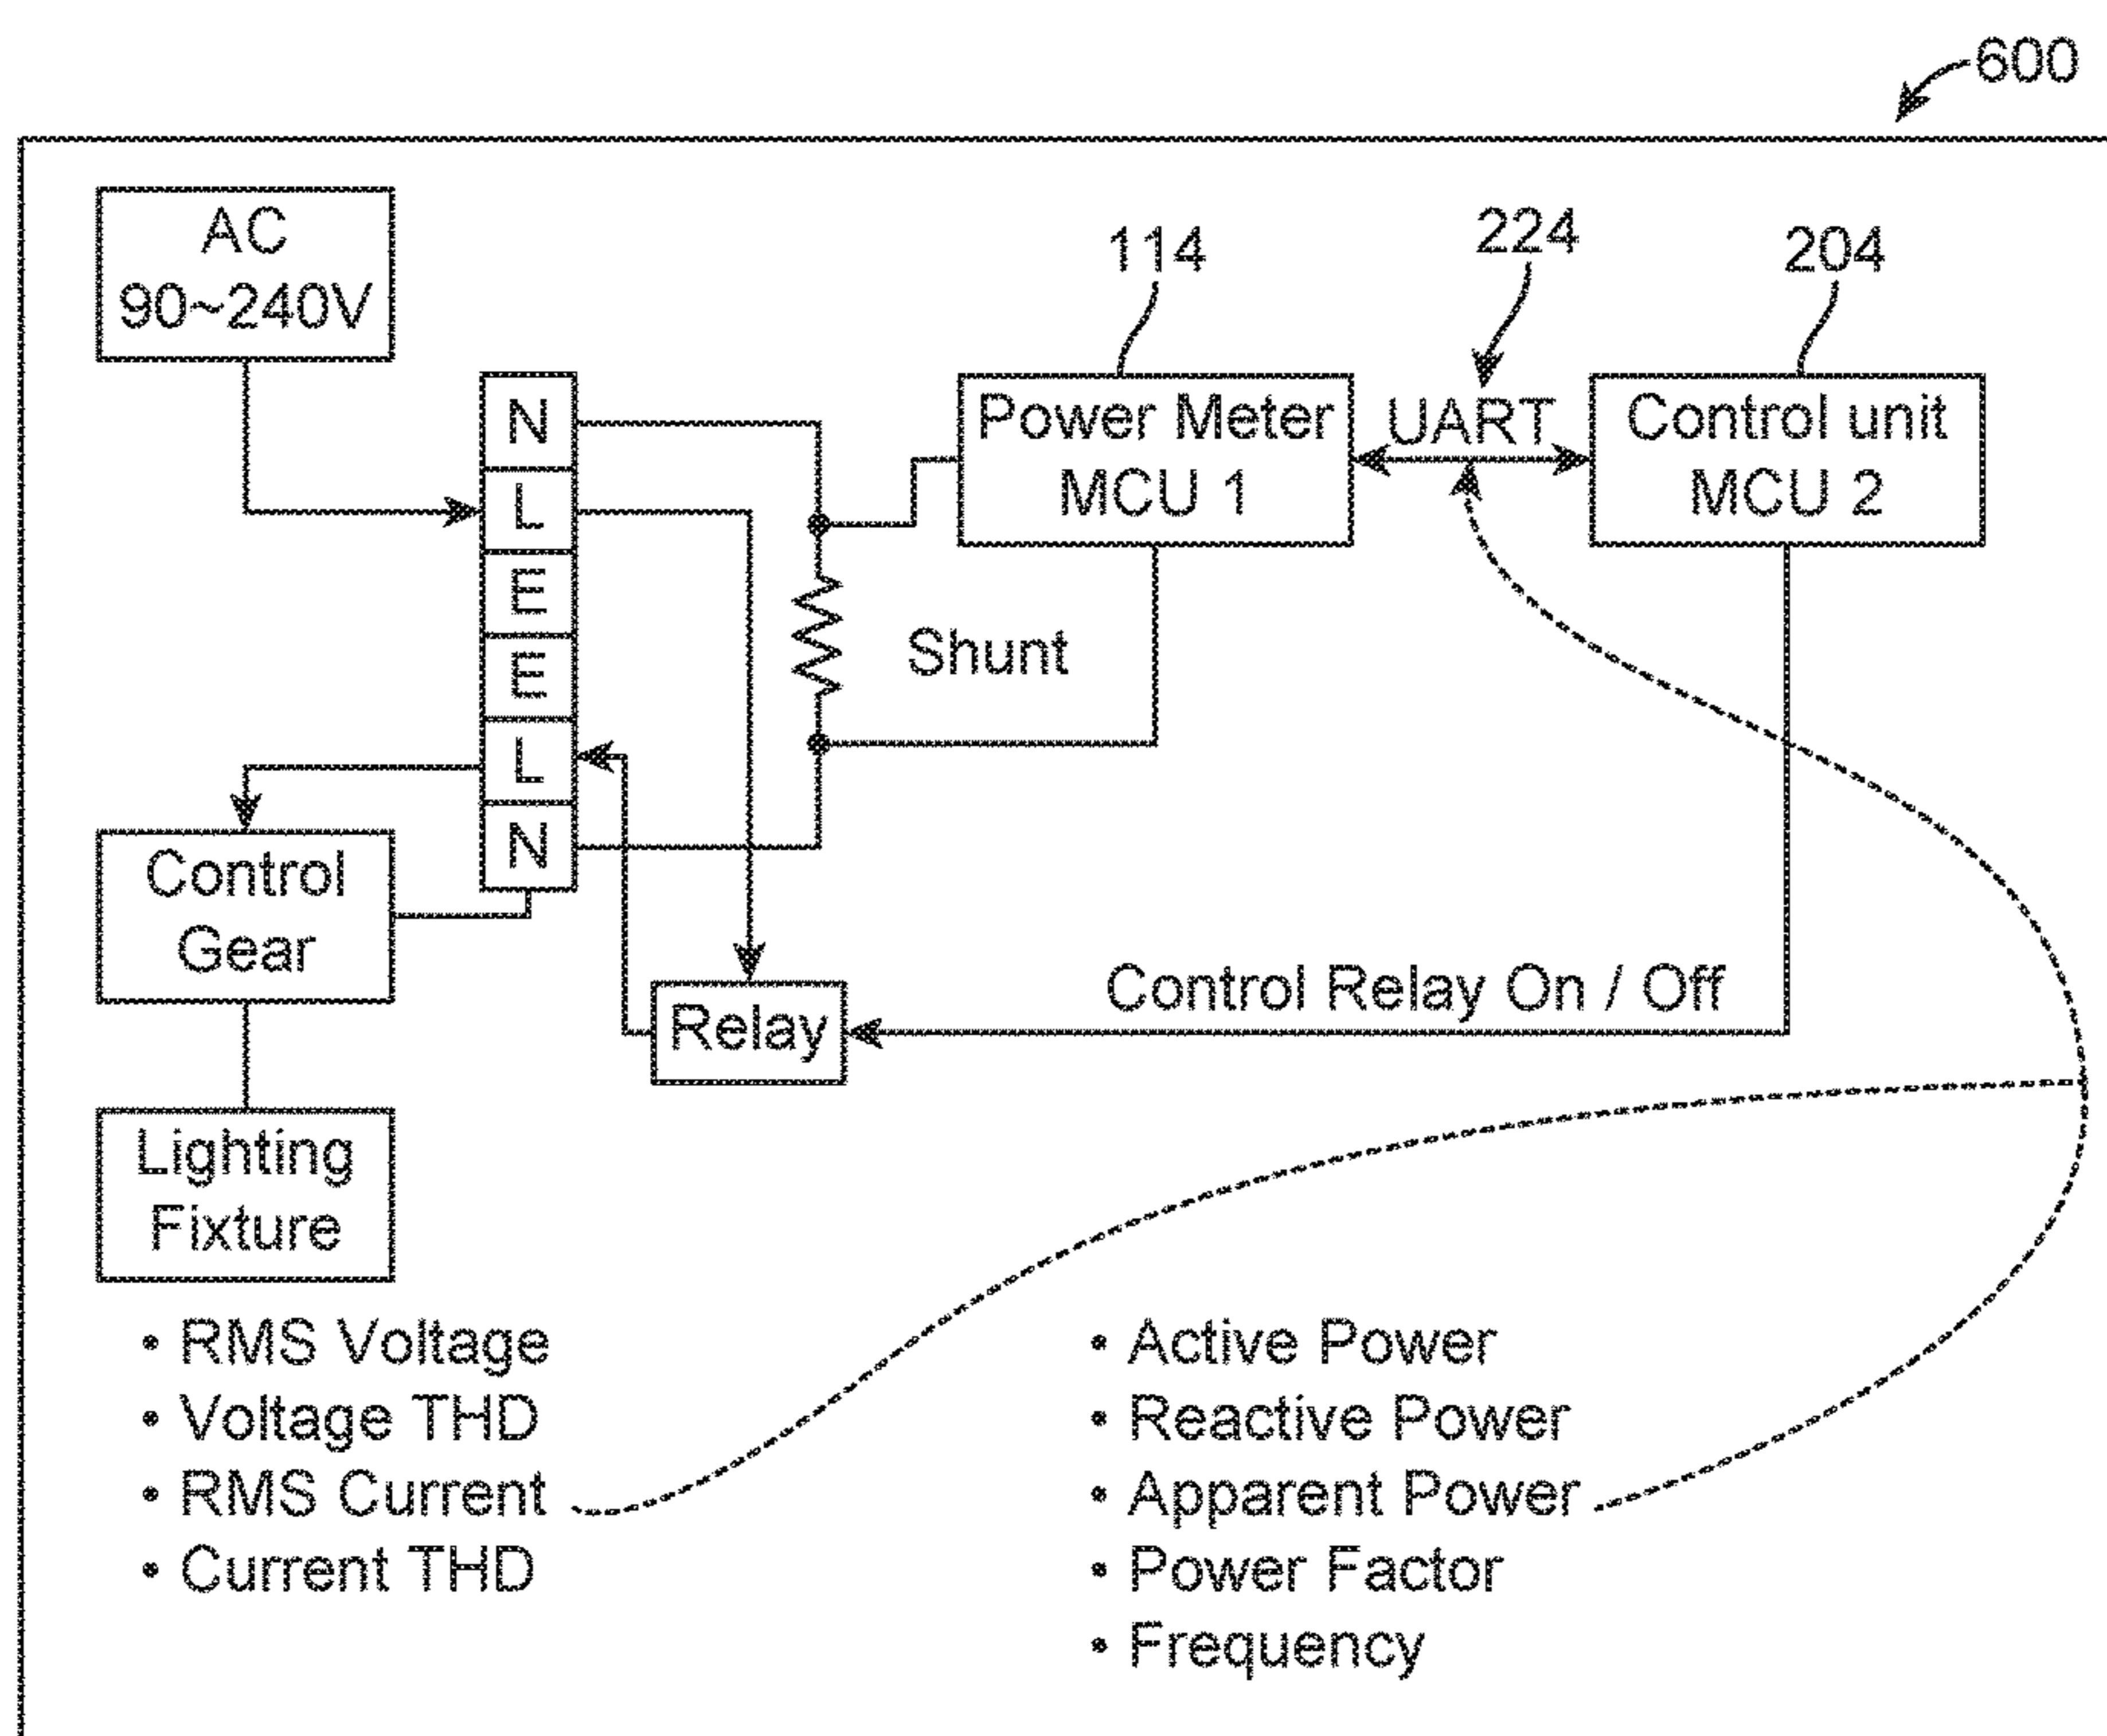 600
AC
90~240V
114
224
204
N
L
E
E
L
N
Power Meter
MCU 1
UART
Control unit
MCU 2
Shunt
Control
Gear
Relay
Control Relay On / Off
Lighting
Fixture
• RMS Voltage
• Voltage THD
• RMS Current
• Current THD
• Active Power
• Reactive Power
• Apparent Power
• Power Factor
• Frequency